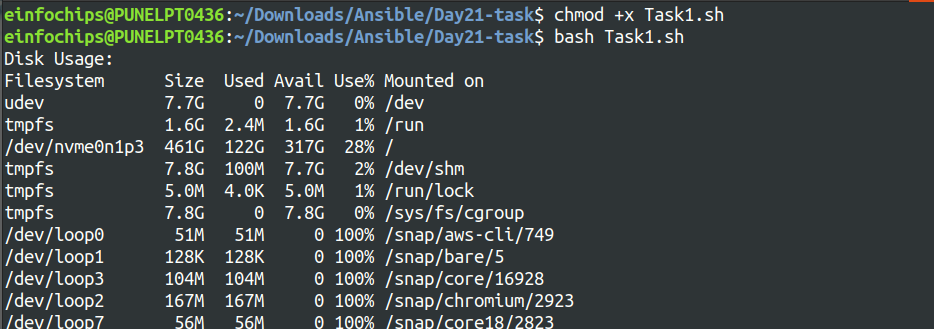 einfochips@PUNELPT0436:~/Downloads/Ansible/Day21-task$ chmod +x Task1.sh
einfochips@PUNELPT0436:~/Downloads/Ansible/Day21-task$ bash Task1.sh
Disk Usage:
Filesystem      Size  Used Avail Use% Mounted on
udev            7.7G     0  7.7G   0% /dev
tmpfs           1.6G  2.4M  1.6G   1% /run
/dev/nvme0n1p3  461G  122G  317G  28% /
tmpfs           7.8G  100M  7.7G   2% /dev/shm
tmpfs           5.0M  4.0K  5.0M   1% /run/lock
tmpfs           7.8G     0  7.8G   0% /sys/fs/cgroup
/dev/loop0       51M   51M     0 100% /snap/aws-cli/749
/dev/loop1      128K  128K     0 100% /snap/bare/5
/dev/loop3      104M  104M     0 100% /snap/core/16928
/dev/loop2      167M  167M     0 100% /snap/chromium/2923
/dev/loop7       56M   56M     0 100% /snap/core18/2823